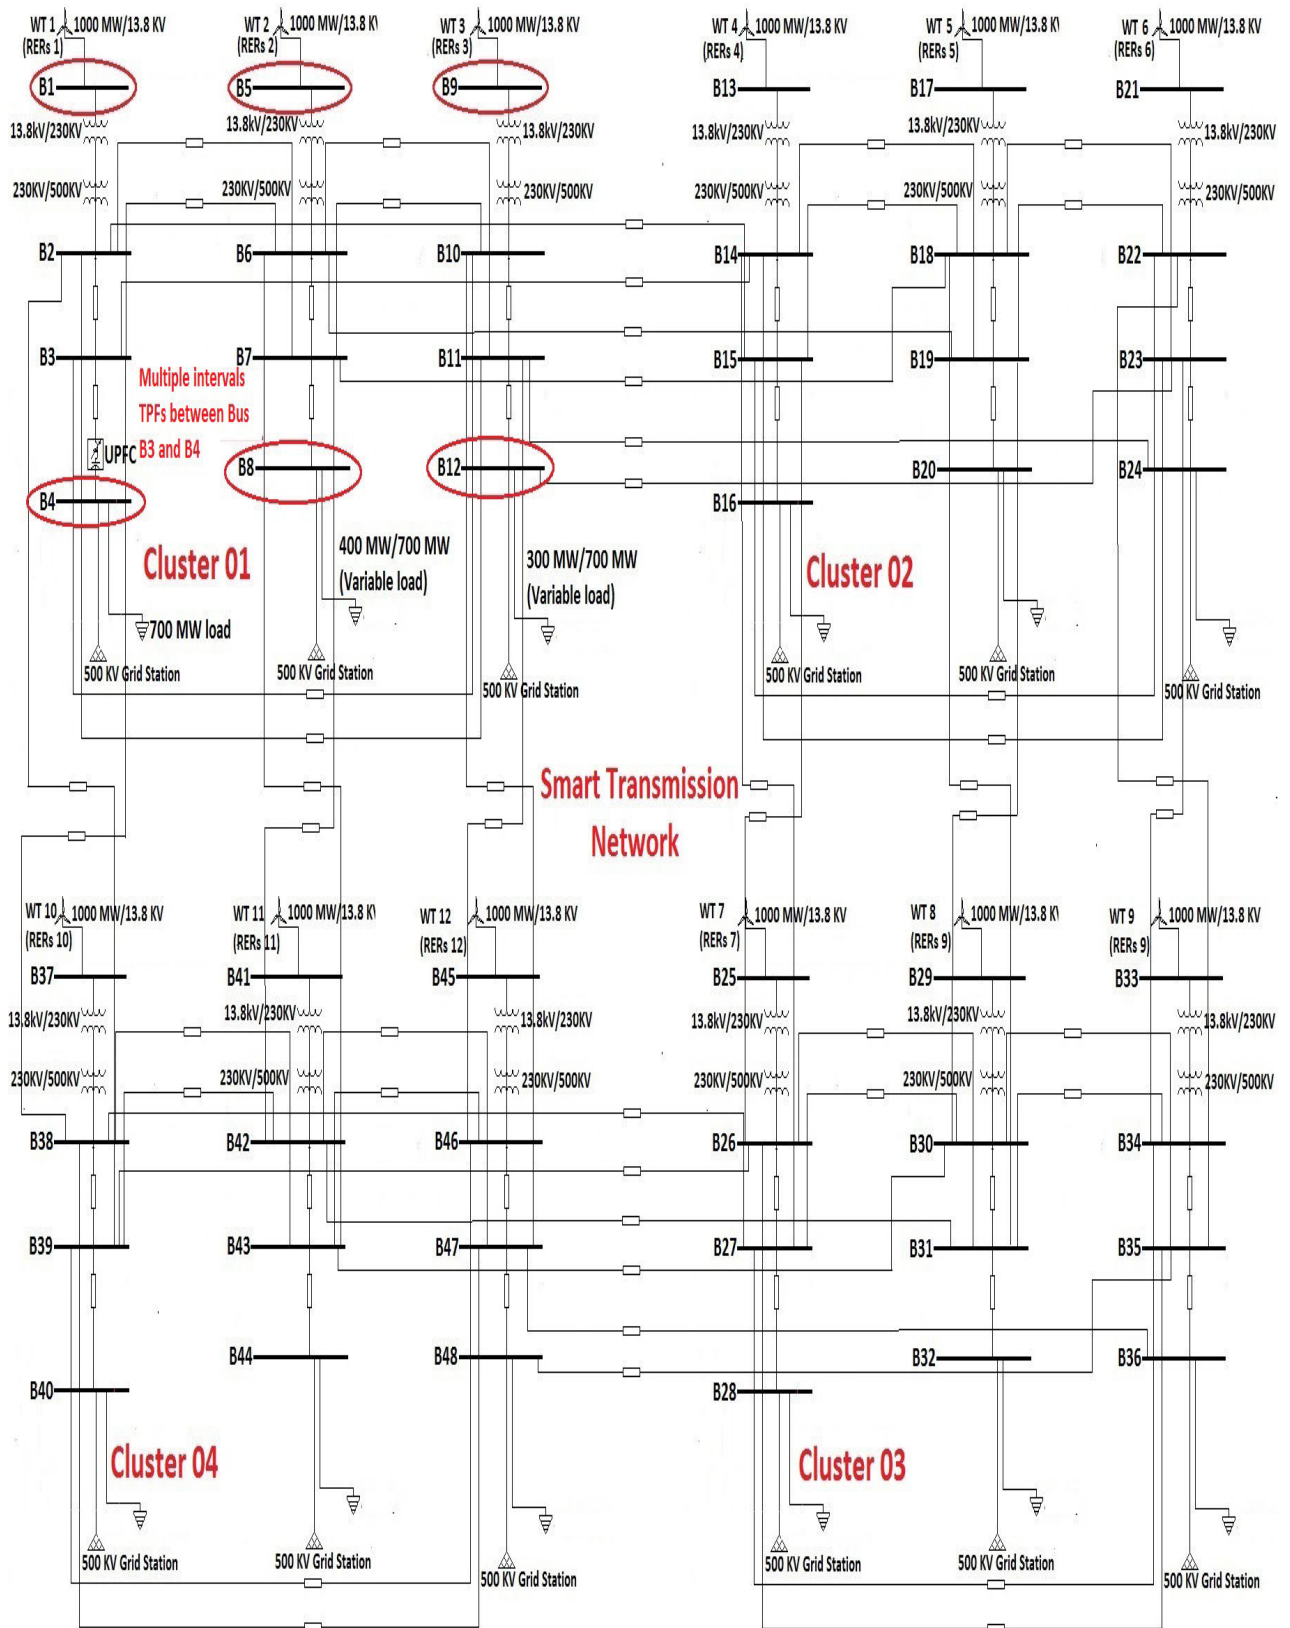 WT 1 1000 MW/13.8 KV
(RERs 1)
WT 2 1000 MW/13.8 K\
(RERs 2)
WT 3 1000 MW/13.8 KV
(RERs 3)
WT 4 1000 MW/13.8 KV
(RERs 4)
WT 5 1000 MW/13.8 K\
(RERs 5)
WT 6 1000 MW/13.8 KV
(RERs 6)
B1 B5 B9 B13 B17 B21
13.8kV/230KV 13.8kV/230KV 13.8kV/230KV 13.8kV/230KV 13.8kV/230KV 13.8kV/230KV
230KV/500KV 230KV/500KV 230KV/500KV 230KV/500KV 230KV/500KV 230KV/500KV
B2 B6 B10 B14 B18 B22
B3 B7 B11 B15 B19 B23
Multiple intervals
TPFs between Bus
B3 and B4
UPFC
B8 B12 B20 B24
B4 B16
Cluster 01
400 MW/700 MW
(Variable load)
300 MW/700 MW
(Variable load)
Cluster 02
700 MW load
500 KV Grid Station 500 KV Grid Station 500 KV Grid Station 500 KV Grid Station 500 KV Grid Station 500 KV Grid Station
Smart Transmission
Network
WT 10 1000 MW/13.8 KV
(RERs 10)
WT 11 1000 MW/13.8 K\
(RERs 11)
WT 12 1000 MW/13.8 KV
(RERs 12)
WT 7 1000 MW/13.8 KV
(RERs 7)
WT 8 1000 MW/13.8 K\
(RERs 9)
WT 9 1000 MW/13.8 KV
(RERs 9)
B37 B41 B45 B25 B29 B33
13.8kV/230KV 13.8kV/230KV 13.8kV/230KV 13.8kV/230KV 13.8kV/230KV 13.8kV/230KV
230KV/500KV 230KV/500KV 230KV/500KV 230KV/500KV 230KV/500KV 230KV/500KV
B38 B42 B46 B26 B30 B34
B39 B43 B47 B27 B31 B35
B44 B48 B32 B36
B40 B28
Cluster 04
Cluster 03
500 KV Grid Station 500 KV Grid Station 500 KV Grid Station 500 KV Grid Station 500 KV Grid Station 500 KV Grid Station